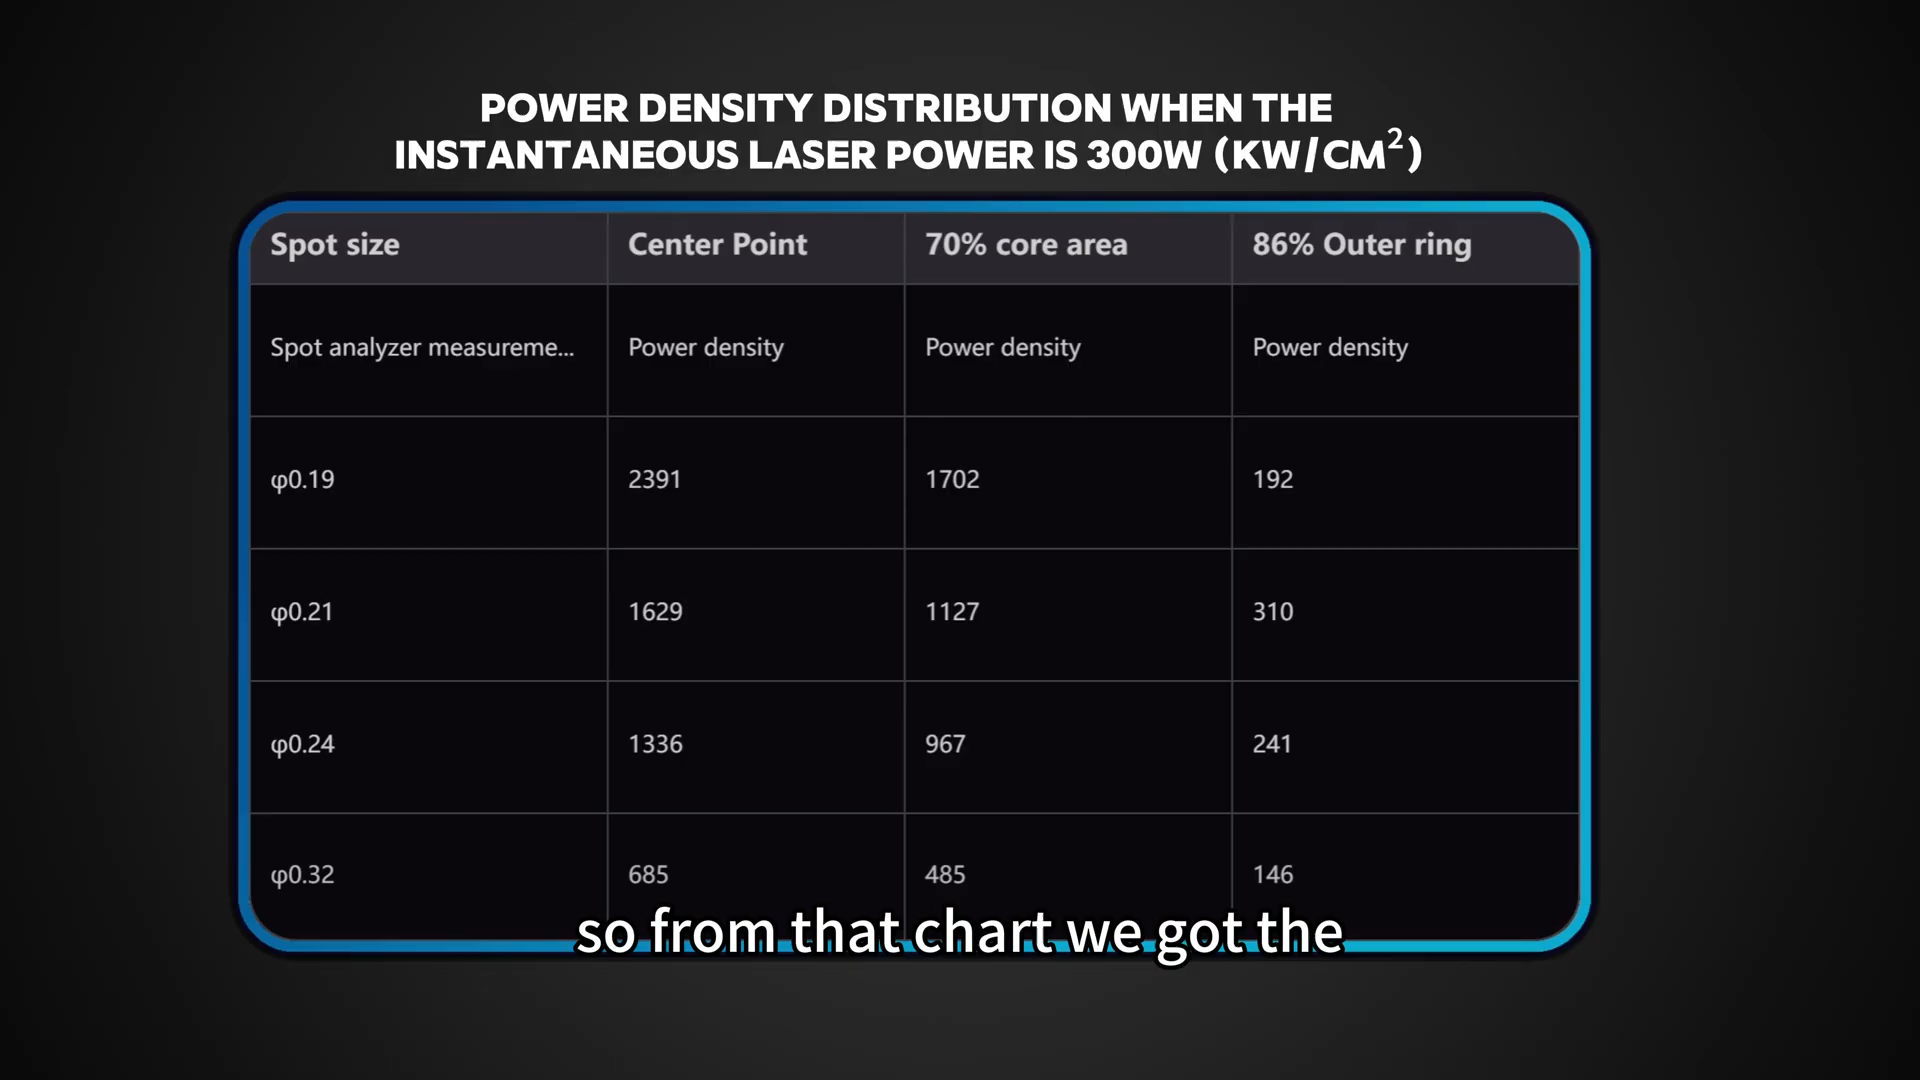 POWER DENSITY DISTRIBUTION WHEN THE
INSTANTANEOUS LASER POWER IS 300W (KW/CM²)
Spot size Center Point 70% core area 86% Outer ring
Spot analyzer measureme... Power density Power density Power density
φ0.19 2391 1702 192
φ0.21 1629 1127 310
φ0.24 1336 967 241
φ0.32 685 485 146
so from that chart we got the